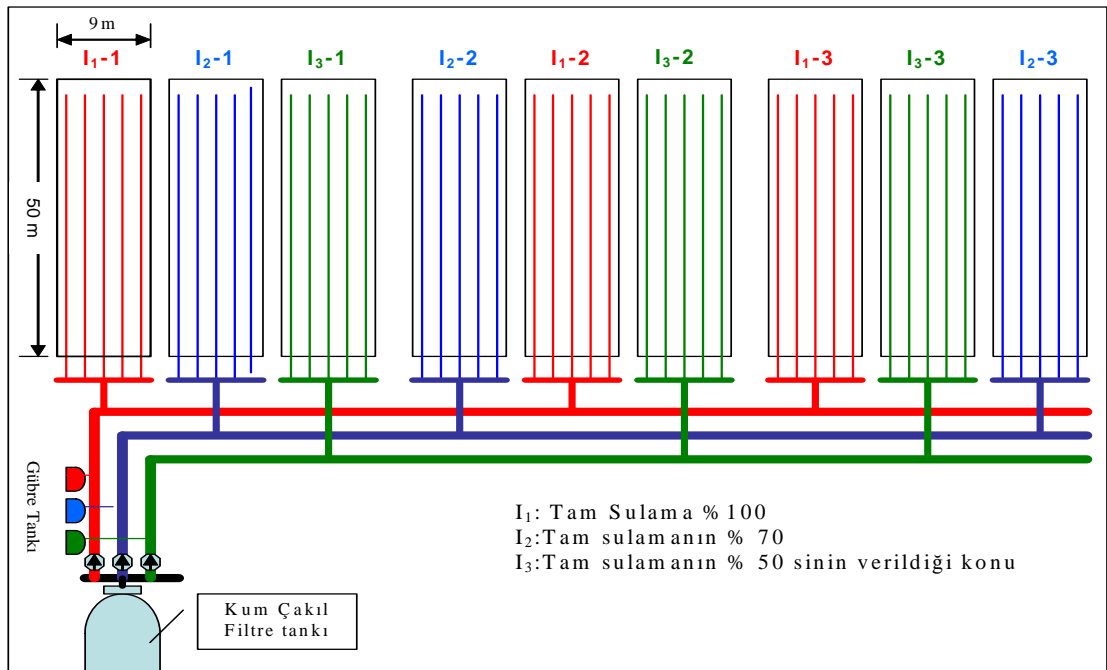 9 m
I₁-1 I₂-1 I₃-1 I₂-2 I₁-2 I₃-2 I₁-3 I₃-3 I₂-3
50 m
Gübre Tankı
I₁: Tam Sulama % 100
I₂:Tam sulamanın % 70
I₃:Tam sulamanın % 50 sinin verildiği konu
Kum Çakıl
Filtre tankı